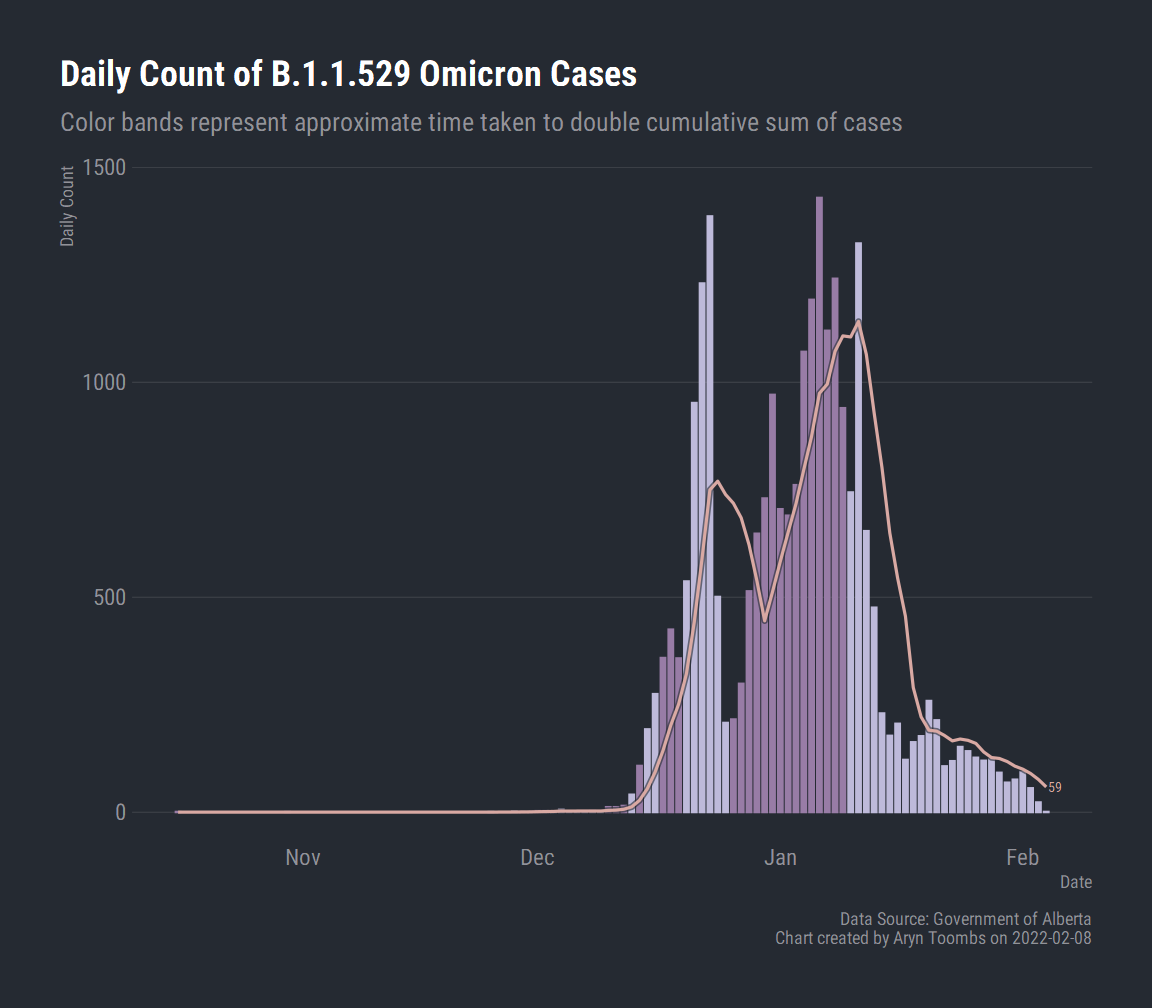 Daily Count of B.1.1.529 Omicron Cases
Color bands represent approximate time taken to double cumulative sum of cases
Daily Count
1500
1000
500
0
59
Nov Dec Jan Feb
Date
Data Source: Government of Alberta
Chart created by Aryn Toombs on 2022-02-08